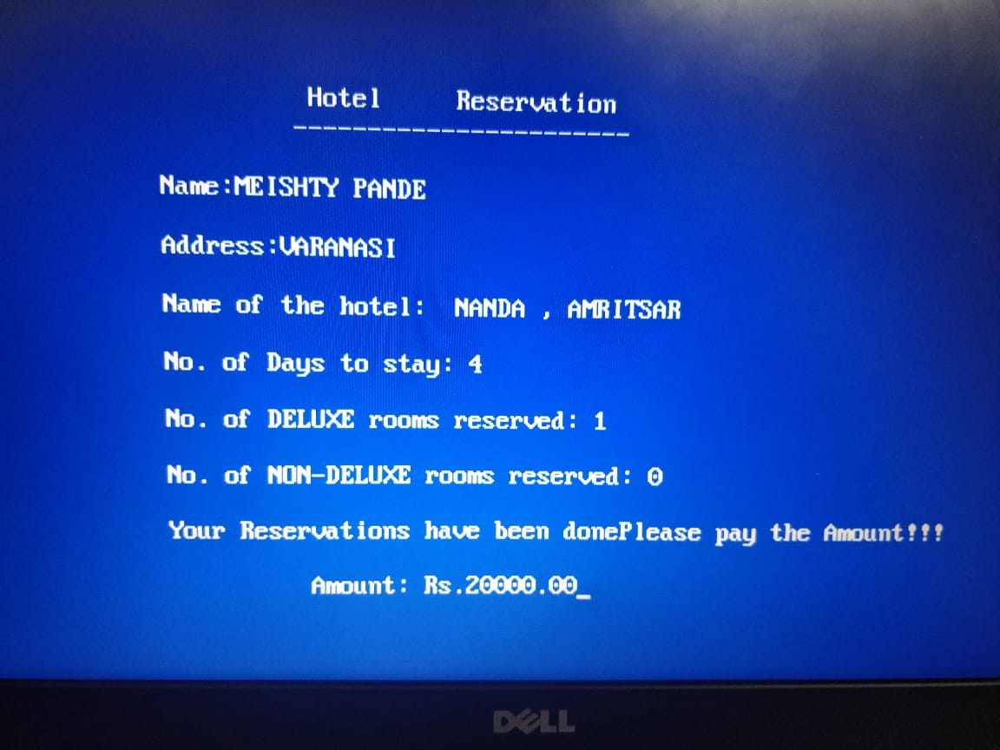 Hotel Reservation
-----------------------
Name:MEISHTY PANDE
Address:VARANASI
Name of the hotel: NANDA , AMRITSAR
No. of Days to stay: 4
No. of DELUXE rooms reserved: 1
No. of NON-DELUXE rooms reserved: 0
Your Reservations have been donePlease pay the Amount!!!
Amount: Rs.20000.00_
DELL